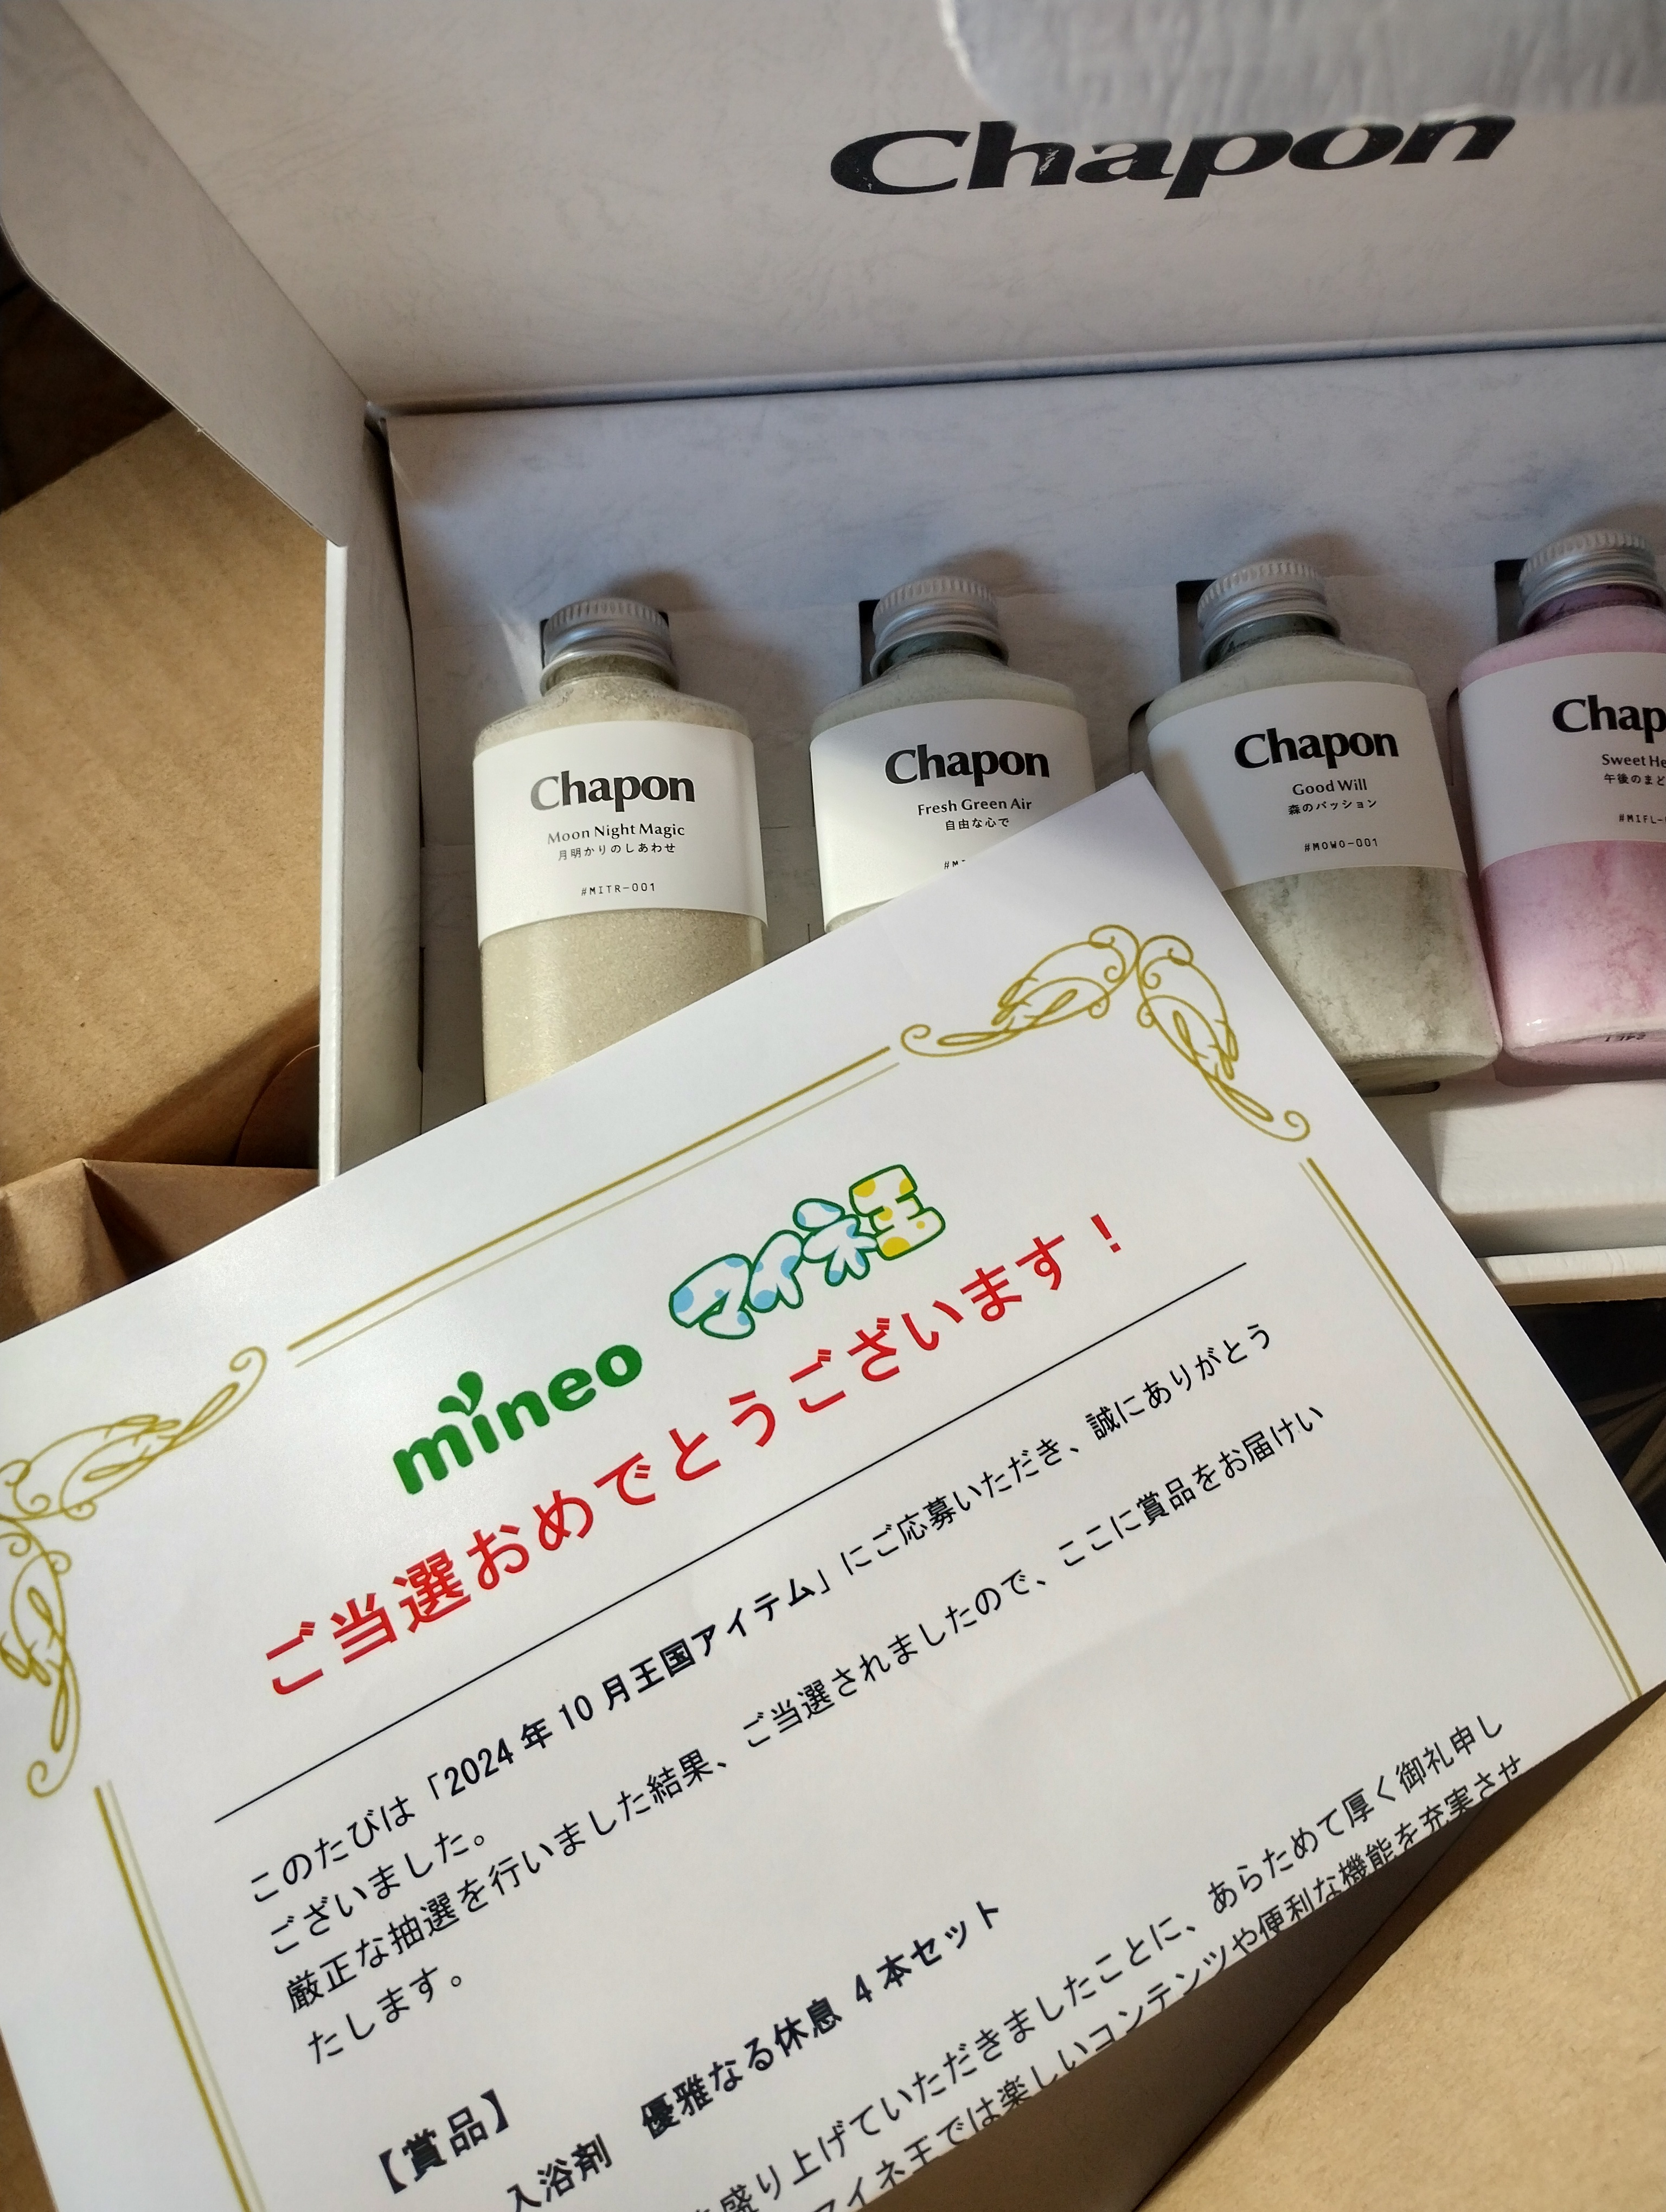 Chapon
Chapon
Moon Night Magic
月明かりのしあわせ
#MITR-001
Chapon
Fresh Green Air
自由な心で
Chapon
Good Will
森のパッション
#MOWO-001
Chap
Sweet He
午後のまど
#MIFL-
mineo マイネ王
ご当選おめでとうございます！
このたびは「2024年10月王国アイテム」にご応募いただき、誠にありがとう
ございました。
厳正な抽選を行いました結果、ご当選されましたので、ここに賞品をお届けい
たします。
【賞品】
入浴剤 優雅なる休息 4本セット
盛り上げていただきましたことに、あらためて厚く御礼申し
マイネ王では楽しいコンテンツや便利な機能を充実させ